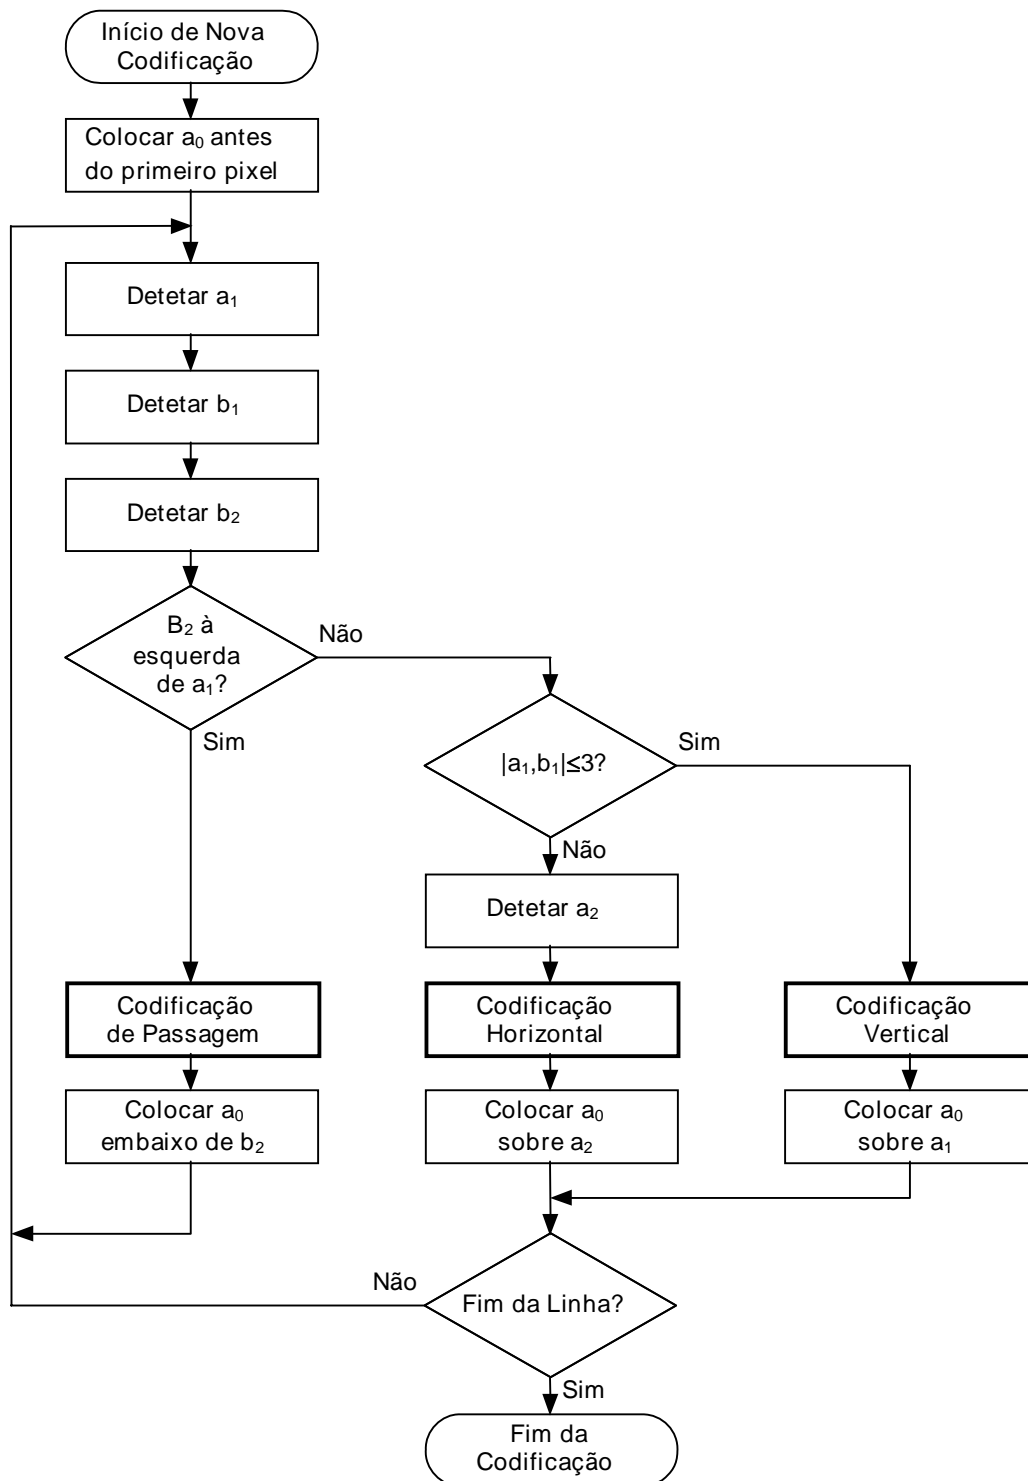 Início de Nova
Codificação
Colocar a₀ antes
do primeiro pixel
Detetar a₁
Detetar b₁
Detetar b₂
B₂ à
esquerda
de a₁?
Não
Sim
|a₁,b₁|≤3?
Sim
Não
Detetar a₂
Codificação
de Passagem
Codificação
Horizontal
Codificação
Vertical
Colocar a₀
embaixo de b₂
Colocar a₀
sobre a₂
Colocar a₀
sobre a₁
Não
Fim da Linha?
Sim
Fim da
Codificação